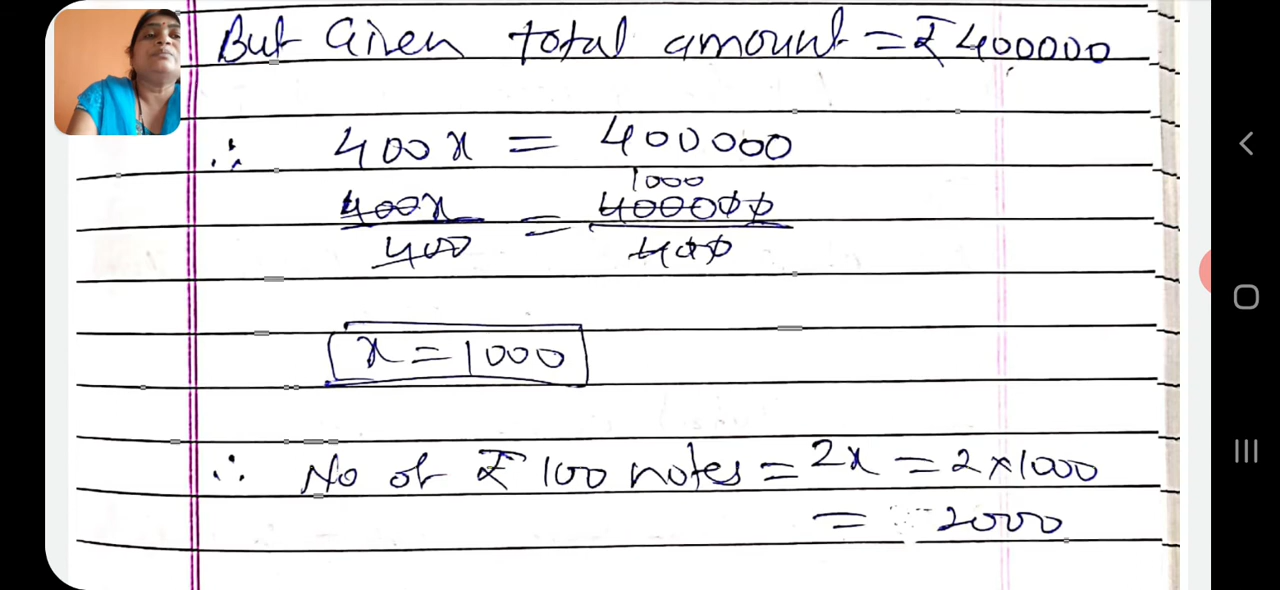 But Given total amount = ₹ 400000
∴ 400x = 400000
1000
400x / 400 = 400000 / 400
x = 1000
∴ No of ₹ 100 notes = 2x = 2 × 1000
= 2000